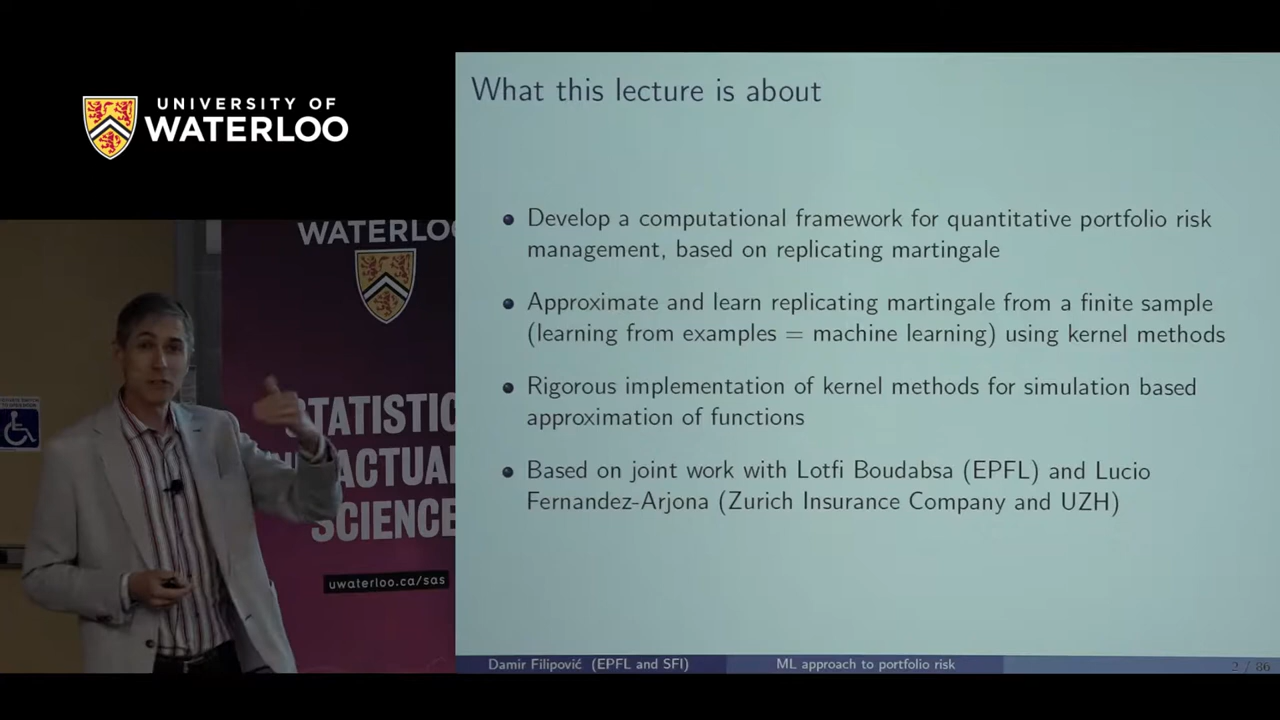 UNIVERSITY OF
WATERLOO
What this lecture is about
Develop a computational framework for quantitative portfolio risk
management, based on replicating martingale
Approximate and learn replicating martingale from a finite sample
(learning from examples = machine learning) using kernel methods
Rigorous implementation of kernel methods for simulation based
approximation of functions
Based on joint work with Lotfi Boudabsa (EPFL) and Lucio
Fernandez-Arjona (Zurich Insurance Company and UZH)
Damir Filipović (EPFL and SFI)
ML approach to portfolio risk
2 / 86
WATERLOO
STATISTIC
ACTUA
SCIENCE
uwaterloo.ca/sas